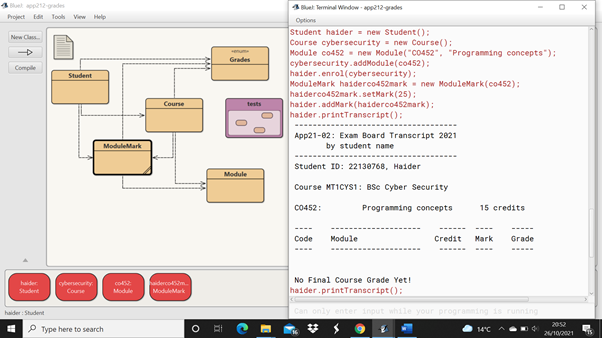 BlueJ: app212-grades
Project Edit Tools View Help
New Class...
Compile
Student
<<enum>>
Grades
Course
tests
ModuleMark
Module
haider:
Student
cybersecurity:
Course
co452:
Module
haiderco452m...
ModuleMark
haider : Student
BlueJ: Terminal Window - app212-grades
Options
Student haider = new Student();
Course cybersecurity = new Course();
Module co452 = new Module("CO452", "Programming concepts");
cybersecurity.addModule(co452);
haider.enrol(cybersecurity);
ModuleMark haiderco452mark = new ModuleMark(co452);
haiderco452mark.setMark(25);
haider.addMark(haiderco452mark);
haider.printTranscript();
------------------------------------
App21-02: Exam Board Transcript 2021
by student name
------------------------------------
Student ID: 22130768, Haider
Course MT1CYS1: BSc Cyber Security
CO452: Programming concepts 15 credits
---- -------------------- ------ ---- -----
Code Module Credit Mark Grade
---- -------------------- ------ ---- -----
No Final Course Grade Yet!
haider.printTranscript();
Can only enter input while your programming is running
Type here to search
16
14°C
20:52
26/10/2021